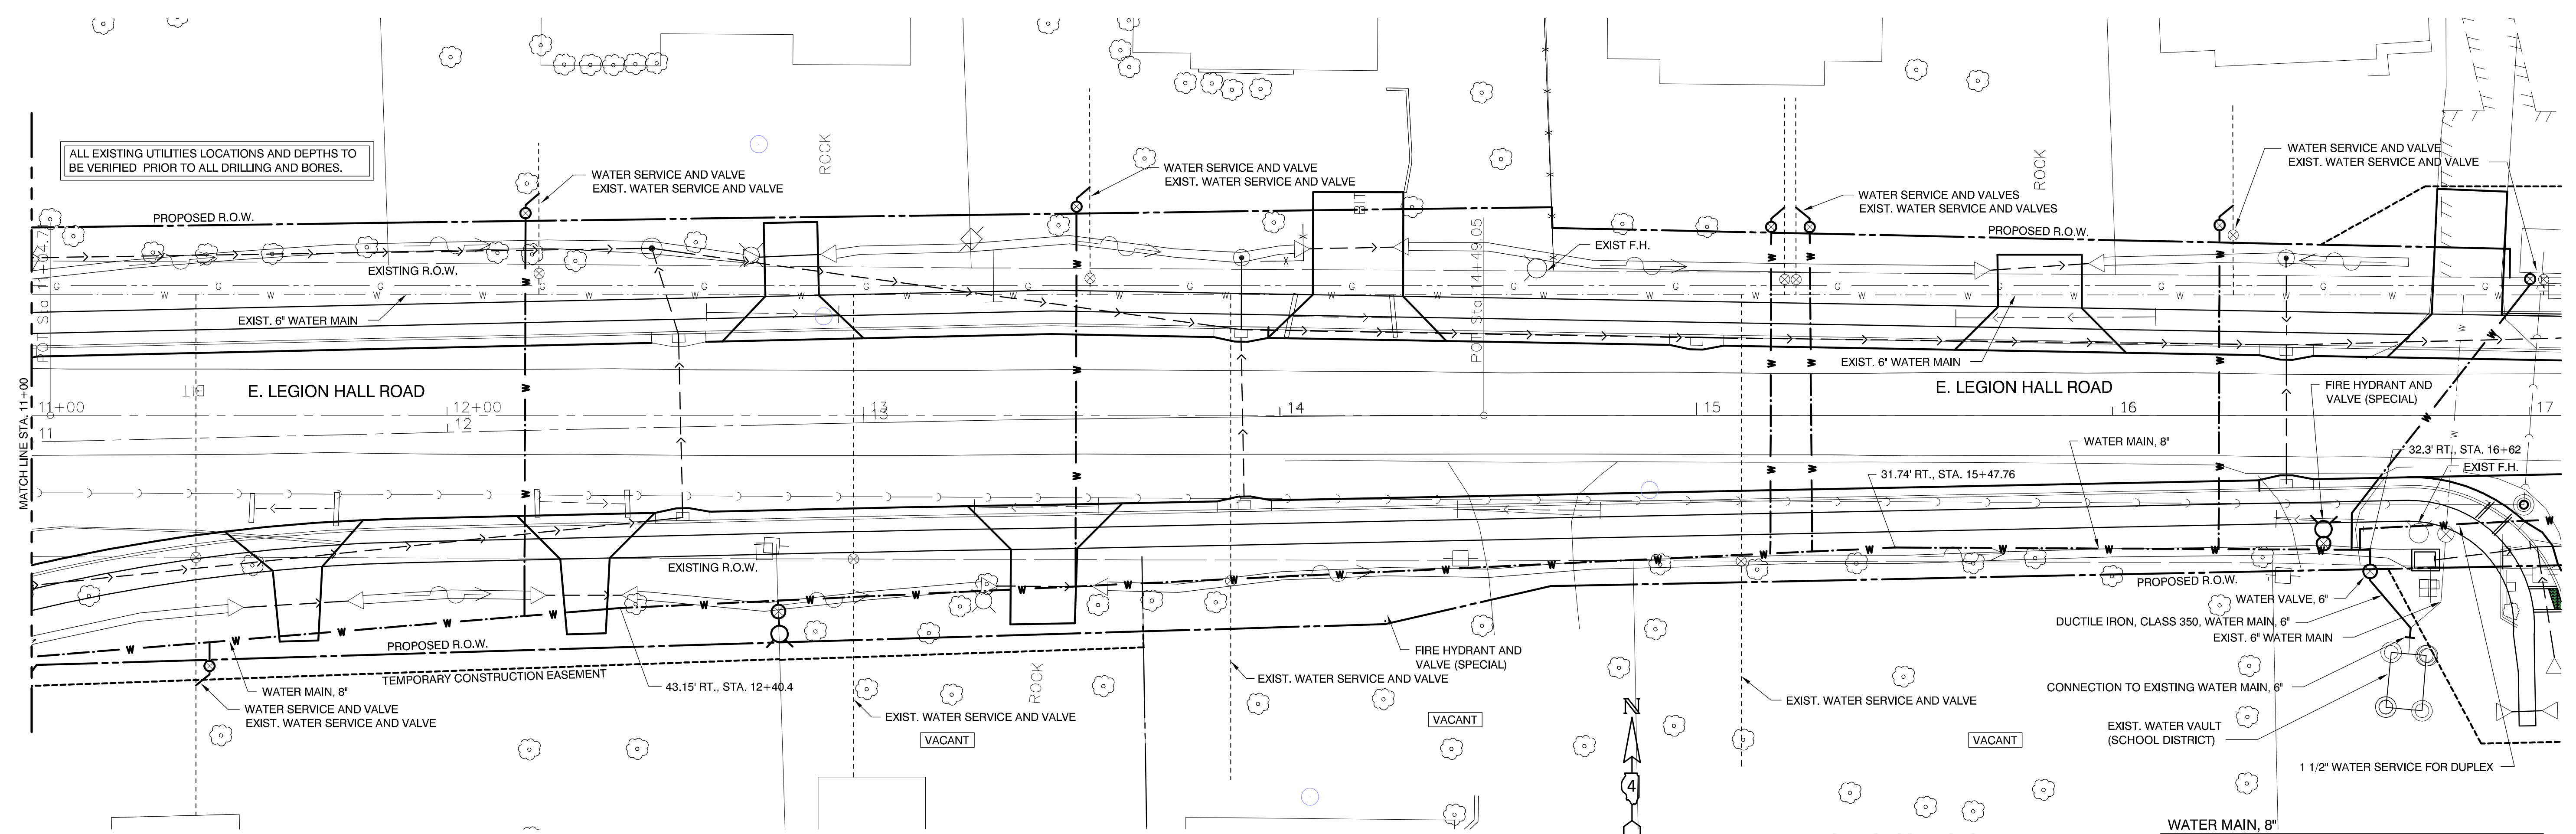 ALL EXISTING UTILITIES LOCATIONS AND DEPTHS TO
BE VERIFIED  PRIOR TO ALL DRILLING AND BORES.
ROCK
WATER SERVICE AND VALVE
EXIST. WATER SERVICE AND VALVE
WATER SERVICE AND VALVE
EXIST. WATER SERVICE AND VALVE
BIT
WATER SERVICE AND VALVES
EXIST. WATER SERVICE AND VALVES
ROCK
WATER SERVICE AND VALVE
EXIST. WATER SERVICE AND VALVE
PROPOSED R.O.W.
PROPOSED R.O.W.
EXIST F.H.
EXISTING R.O.W.
EXIST. 6" WATER MAIN
POT Sta 14+49.05
EXIST. 6" WATER MAIN
MATCH LINE STA. 11+00
BIT
E. LEGION HALL ROAD
E. LEGION HALL ROAD
FIRE HYDRANT AND
VALVE (SPECIAL)
11+00
12+00
13
14
15
16
17
11
12
13
WATER MAIN, 8"
31.74' RT., STA. 15+47.76
32.3' RT., STA. 16+62
EXIST F.H.
EXISTING R.O.W.
PROPOSED R.O.W.
PROPOSED R.O.W.
TEMPORARY CONSTRUCTION EASEMENT
WATER MAIN, 8"
WATER SERVICE AND VALVE
EXIST. WATER SERVICE AND VALVE
43.15' RT., STA. 12+40.4
EXIST. WATER SERVICE AND VALVE
VACANT
ROCK
EXIST. WATER SERVICE AND VALVE
FIRE HYDRANT AND
VALVE (SPECIAL)
VACANT
N
4
EXIST. WATER SERVICE AND VALVE
VACANT
WATER VALVE, 6"
DUCTILE IRON, CLASS 350, WATER MAIN, 6"
EXIST. 6" WATER MAIN
CONNECTION TO EXISTING WATER MAIN, 6"
EXIST. WATER VAULT
(SCHOOL DISTRICT)
1 1/2" WATER SERVICE FOR DUPLEX
WATER MAIN, 8"